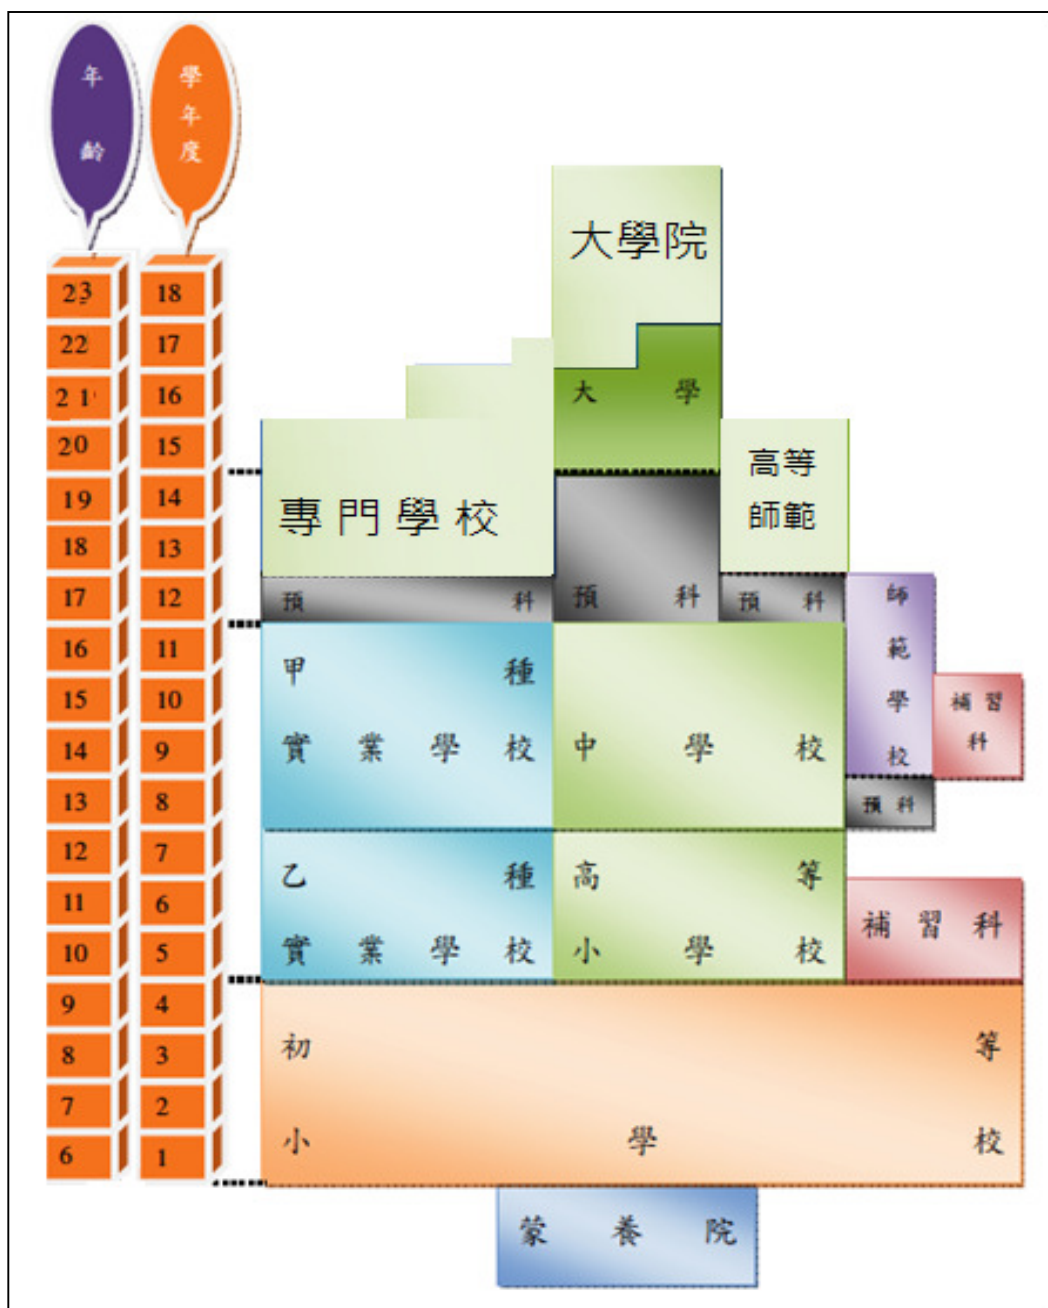 年齡
學年度
23
22
21
20
19
18
17
16
15
14
13
12
11
10
9
8
7
6
18
17
16
15
14
13
12
11
10
9
8
7
6
5
4
3
2
1
大學院
大學
專門學校
高等
師範
預科
預科
預科
師範學校
補習
科
預科
甲種
實業學校
中學校
乙種
實業學校
高等
小學校
補習科
初等
小學校
蒙養院